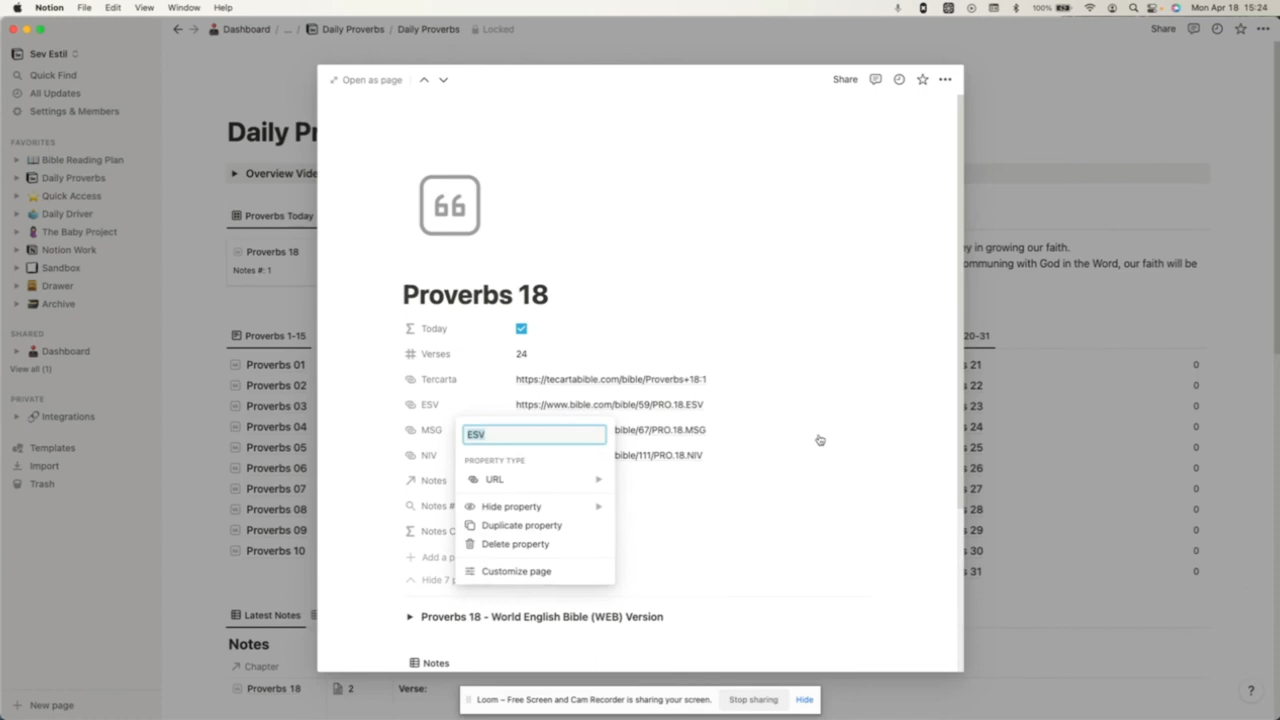 Notion File Edit View Window Help 100% Mon Apr 18 15:24
Dashboard / ... / Daily Proverbs / Daily Proverbs Locked Share
Sev Estil
Quick Find
All Updates
Settings & Members
FAVORITES
Bible Reading Plan
Daily Proverbs
Quick Access
Daily Driver
The Baby Project
Notion Work
Sandbox
Drawer
Archive
SHARED
Dashboard
View all (1)
PRIVATE
Integrations
Templates
Import
Trash
New page
Daily Pr
Overview Vide
Proverbs Today
Proverbs 18
Notes #: 1
Proverbs 1-15
Proverbs 01
Proverbs 02
Proverbs 03
Proverbs 04
Proverbs 05
Proverbs 06
Proverbs 07
Proverbs 08
Proverbs 09
Proverbs 10
Latest Notes
Notes
Chapter
Proverbs 18 2 Verse:
Open as page Share
Proverbs 18
Today
Verses 24
Tercarta https://tecartabible.com/bible/Proverbs+18:1
ESV https://www.bible.com/bible/59/PRO.18.ESV
MSG bible/67/PRO.18.MSG
NIV bible/111/PRO.18.NIV
Notes
Notes #
Notes C
Add a p
Hide 7 p
ESV
PROPERTY TYPE
URL
Hide property
Duplicate property
Delete property
Customize page
Proverbs 18 - World English Bible (WEB) Version
Notes
y in growing our faith.
ommuning with God in the Word, our faith will be
20-31
s 21 0
s 22 0
s 23 0
s 24 0
s 25 0
s 26 0
s 27 0
s 28 0
s 29 0
s 30 0
s 31 0
Loom – Free Screen and Cam Recorder is sharing your screen. Stop sharing Hide
?